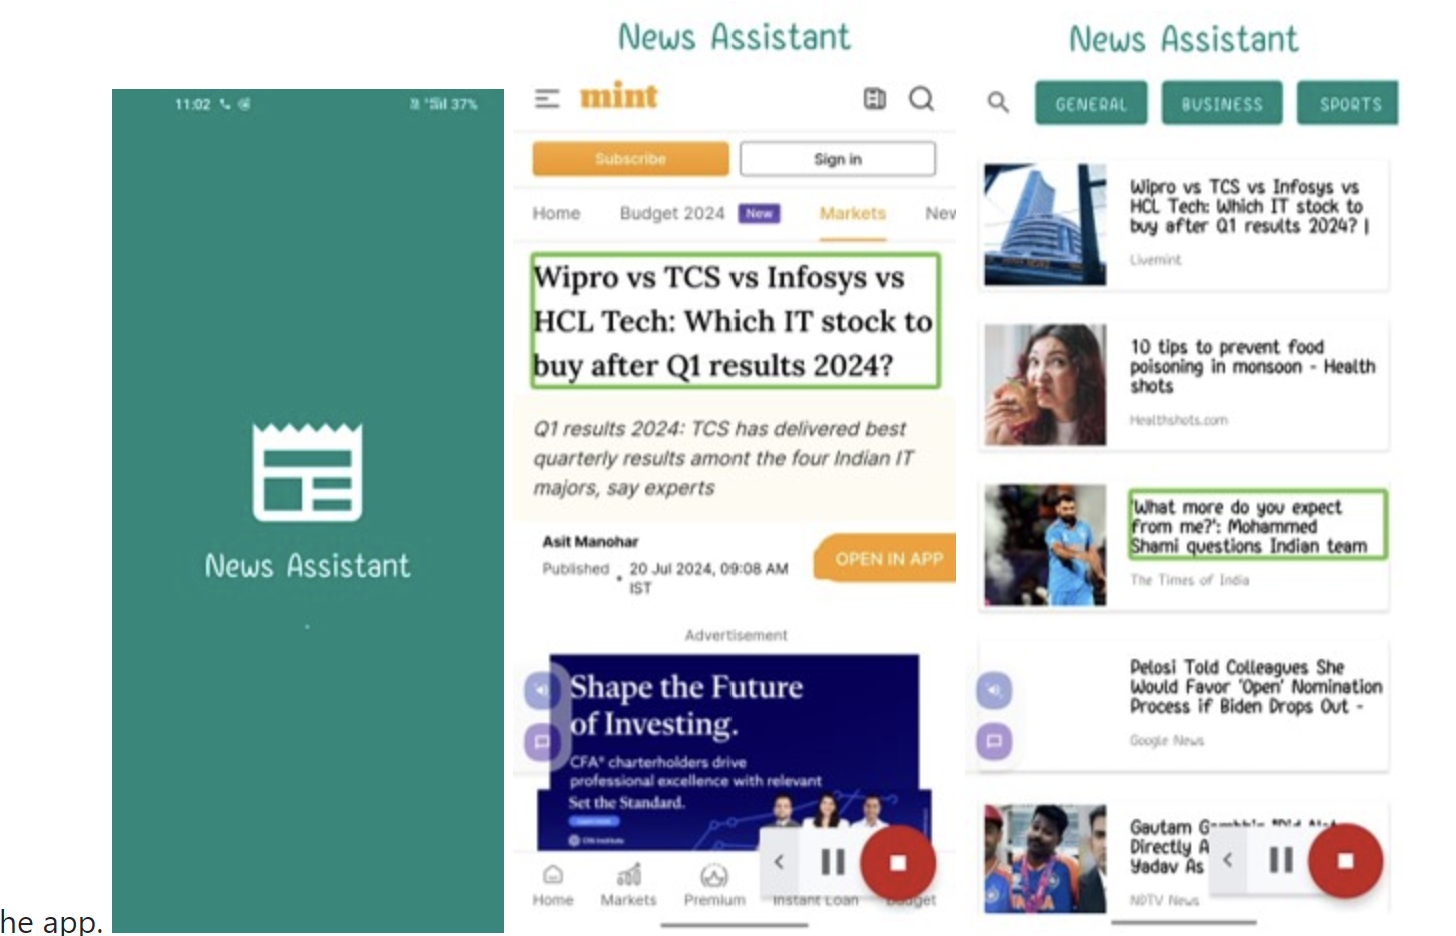 11:02
37%
News Assistant
he app.
News Assistant
mint
Subscribe
Sign in
Home
Budget 2024
New
Markets
Nev
Wipro vs TCS vs Infosys vs
HCL Tech: Which IT stock to
buy after Q1 results 2024?
Q1 results 2024: TCS has delivered best
quarterly results amont the four Indian IT
majors, say experts
Asit Manohar
Published • 20 Jul 2024, 09:08 AM
IST
OPEN IN APP
Advertisement
Shape the Future
of Investing.
CFA® charterholders drive
professional excellence with relevant
Set the Standard.
CFA Institute
Home
Markets
Premium
Instant Loan
Budget
News Assistant
GENERAL
BUSINESS
SPORTS
Wipro vs TCS vs Infosys vs
HCL Tech: Which IT stock to
buy after Q1 results 2024? |
Livemint
10 tips to prevent food
poisoning in monsoon - Health
shots
Healthshots.com
'What more do you expect
from me?': Mohammed
Shami questions Indian team
The Times of India
Pelosi Told Colleagues She
Would Favor 'Open' Nomination
Process if Biden Drops Out -
Google News
Gautam "Did Not
Directly A
Yadav As
NDTV News